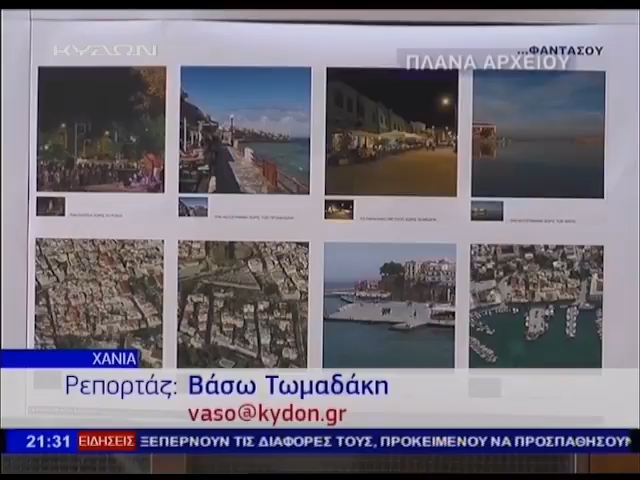 ΚΥΔΩΝ
...ΦΑΝΤΑΣΟΥ
ΠΛΑΝΑ ΑΡΧΕΙΟΥ
ΧΑΝΙΑ
Ρεπορτάζ: Βάσω Τωμαδάκη
vaso@kydon.gr
21:31 ΕΙΔΗΣΕΙΣ ΞΕΠΕΡΝΟΥΝ ΤΙΣ ΔΙΑΦΟΡΕΣ ΤΟΥΣ, ΠΡΟΚΕΙΜΕΝΟΥ ΝΑ ΠΡΟΣΠΑΘΗΣΟΥΝ